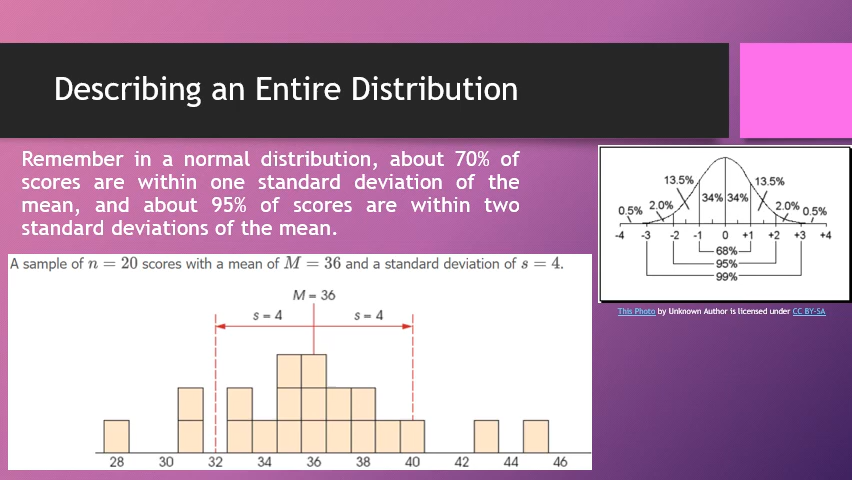 Describing an Entire Distribution
Remember in a normal distribution, about 70% of
scores are within one standard deviation of the
mean, and about 95% of scores are within two
standard deviations of the mean.
A sample of n = 20 scores with a mean of M = 36 and a standard deviation of s = 4.
M = 36
s = 4 s = 4
28 30 32 34 36 38 40 42 44 46
13.5% 13.5%
34% 34%
0.5% 2.0% 2.0% 0.5%
-4 -3 -2 -1 0 +1 +2 +3 +4
68%
95%
99%
This Photo by Unknown Author is licensed under CC BY-SA